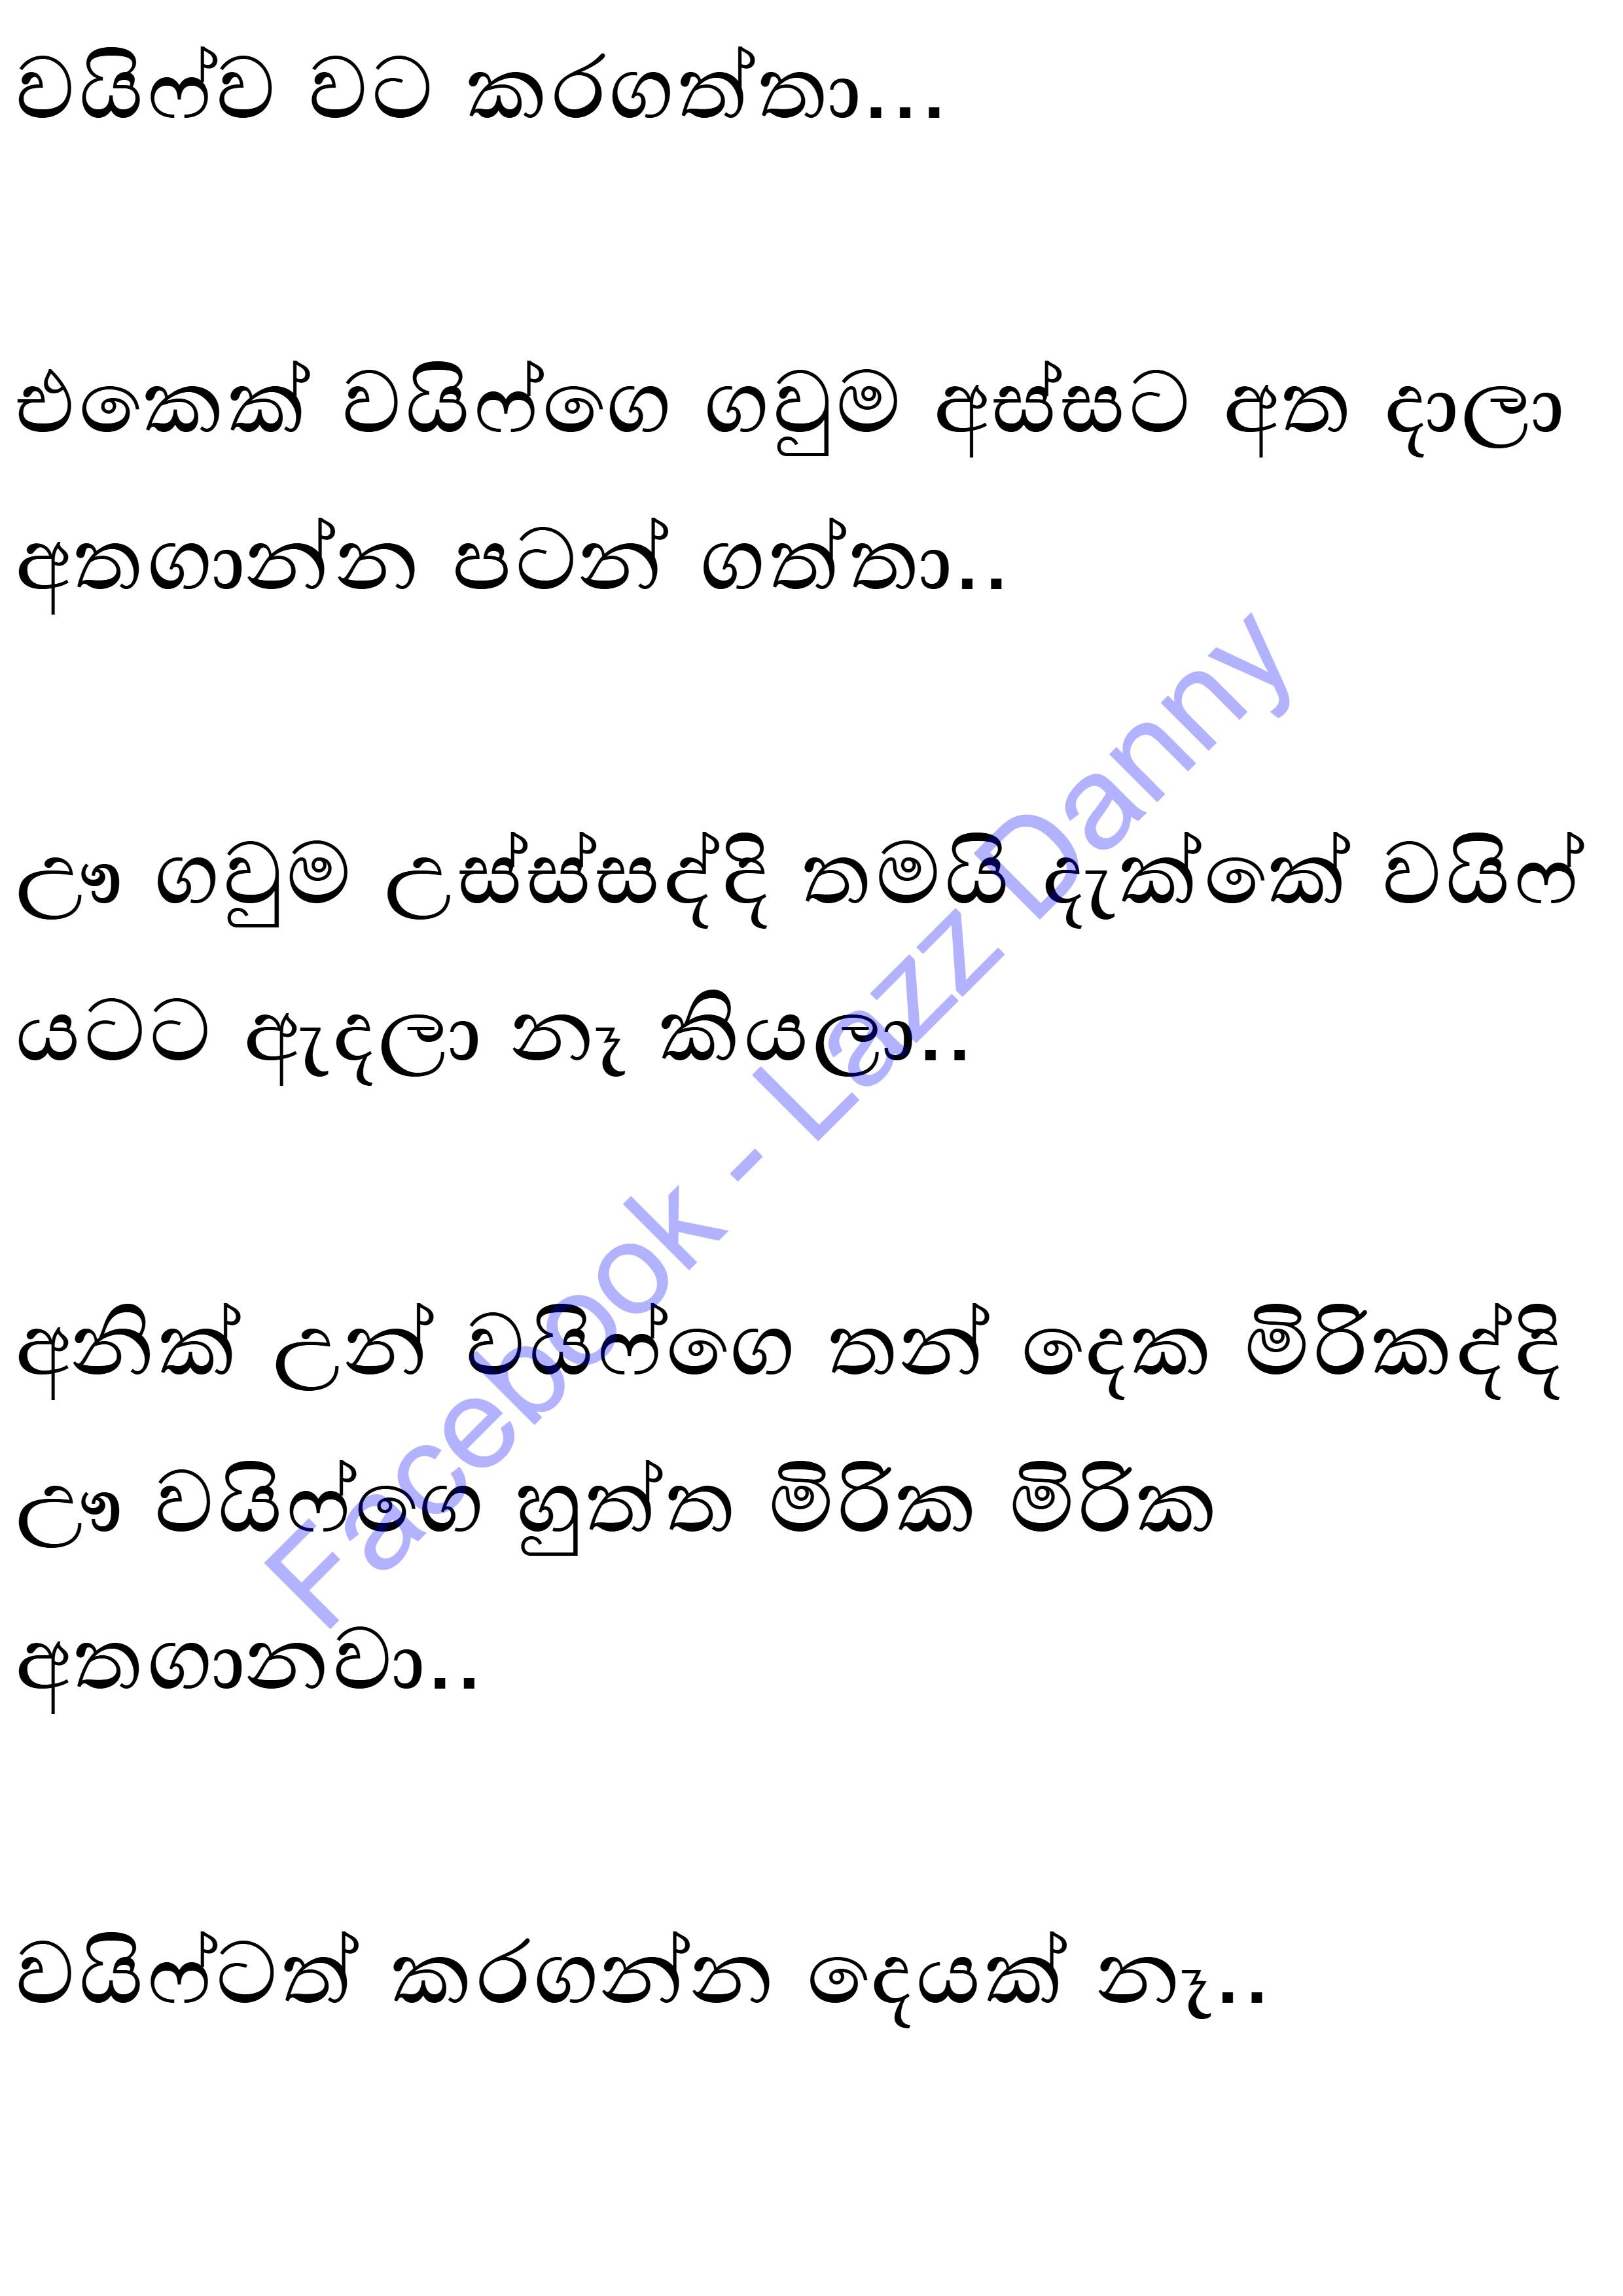 වයිෆ්ව වට කරගත්තා...
එකෙක් වයිෆ්ගෙ ගවුම අස්සට අත දාලා
අතගාන්න පටන් ගත්තා..
ඌ ගවුම උස්ස්සද්දි තමයි දැක්කේ වයිෆ්
යටට ඇදලා නෑ කියලා..
අනික් උන් වයිෆ්ගෙ තන් දෙක මිරිකද්දි
ඌ වයිෆ්ගෙ හුත්ත මිරික මිරික
අතගානවා..
වයිෆ්ටත් කරගන්න දෙයක් නෑ..
Facebook - Lazz Danny